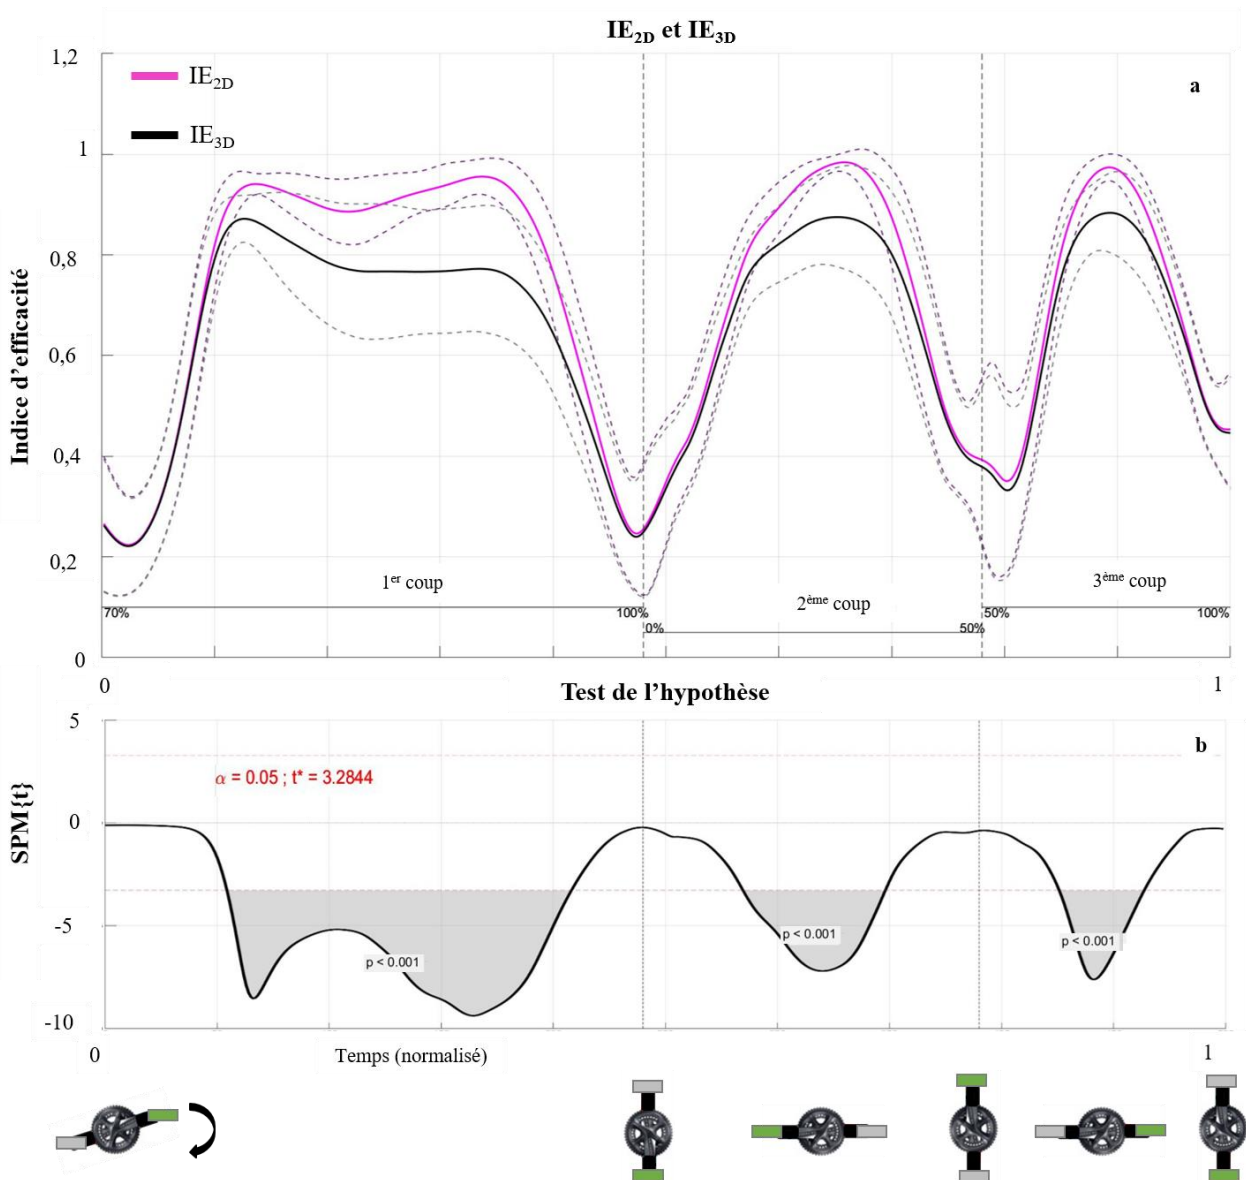 IE2D et IE3D
1,2
IE2D
a
IE3D
1
0,8
Indice d’efficacité
0,6
0,4
0,2
1er coup
2ème coup
3ème coup
70%
100%
0%
50%
50%
100%
0
0
1
Test de l’hypothèse
5
b
α = 0.05 ; t* = 3.2844
SPM{t}
0
-5
p < 0.001
p < 0.001
p < 0.001
-10
0
Temps (normalisé)
1